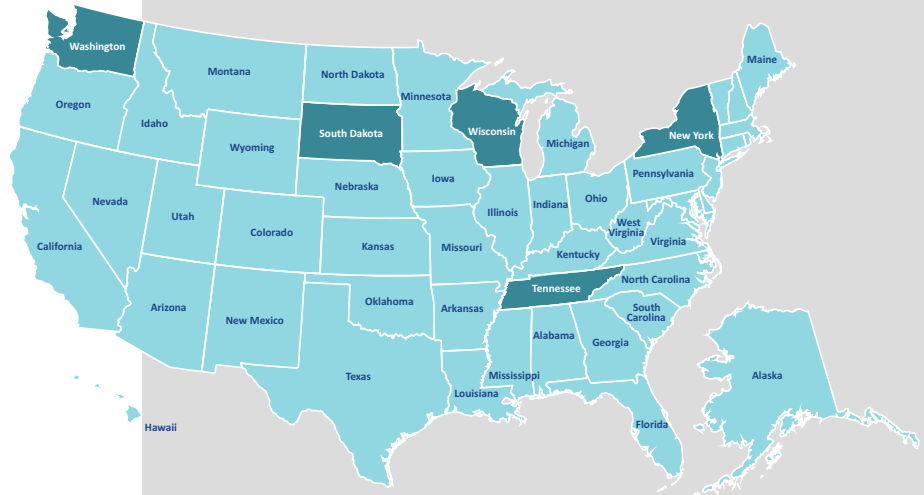 Washington
Maine
Montana
North Dakota
Minnesota
Oregon
Idaho
South Dakota
Wisconsin
New York
Michigan
Wyoming
Pennsylvania
Iowa
Nebraska
Nevada
Ohio
Indiana
Illinois
Utah
West
Virginia
Colorado
Virginia
California
Kansas
Missouri
Kentucky
North Carolina
Tennessee
Oklahoma
Arizona
Arkansas
South
Carolina
New Mexico
Alabama
Georgia
Texas
Mississippi
Alaska
Louisiana
Florida
Hawaii